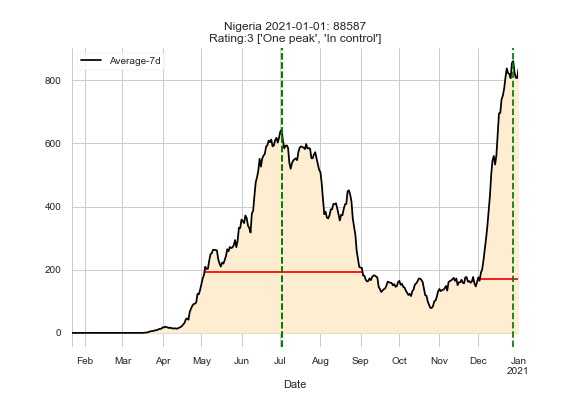 Nigeria 2021-01-01: 88587
Rating:3 ['One peak', 'In control']
Average-7d
800
600
400
200
0
Feb Mar Apr May Jun Jul Aug Sep Oct Nov Dec Jan
2021
Date